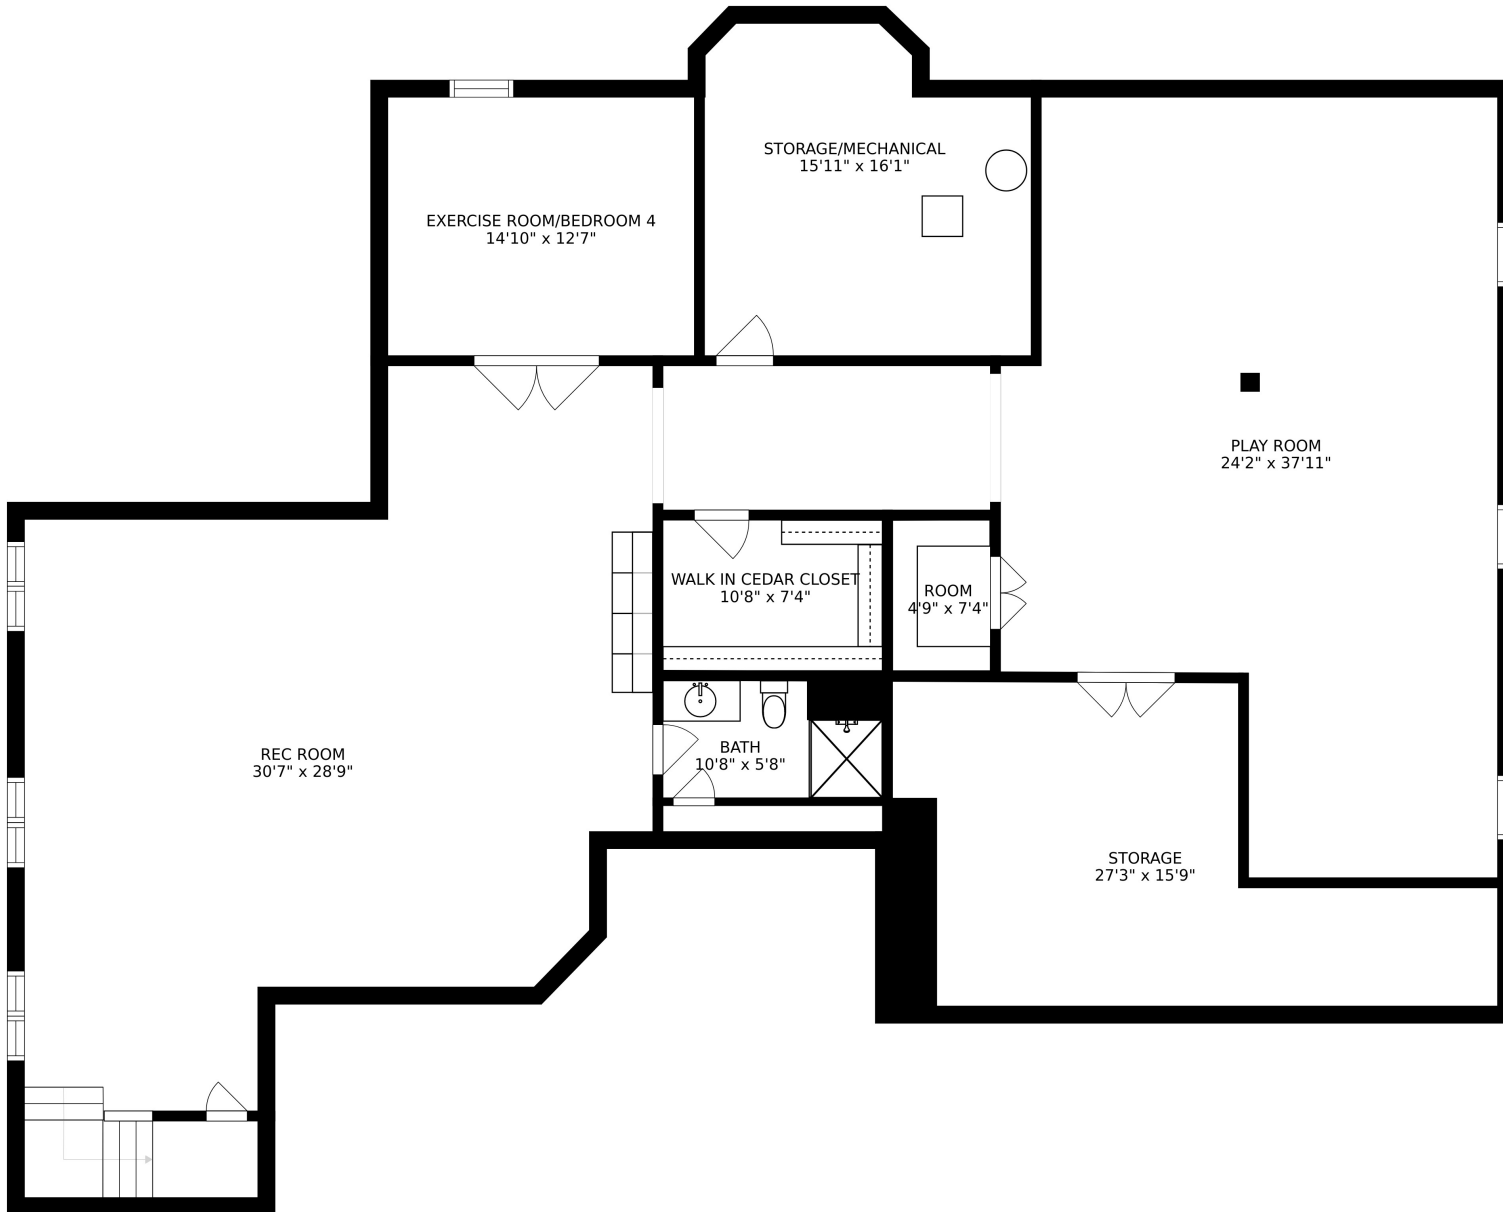 STORAGE/MECHANICAL
15'11" x 16'1"
EXERCISE ROOM/BEDROOM 4
14'10" x 12'7"
PLAY ROOM
24'2" x 37'11"
WALK IN CEDAR CLOSET
10'8" x 7'4"
ROOM
4'9" x 7'4"
REC ROOM
30'7" x 28'9"
BATH
10'8" x 5'8"
STORAGE
27'3" x 15'9"